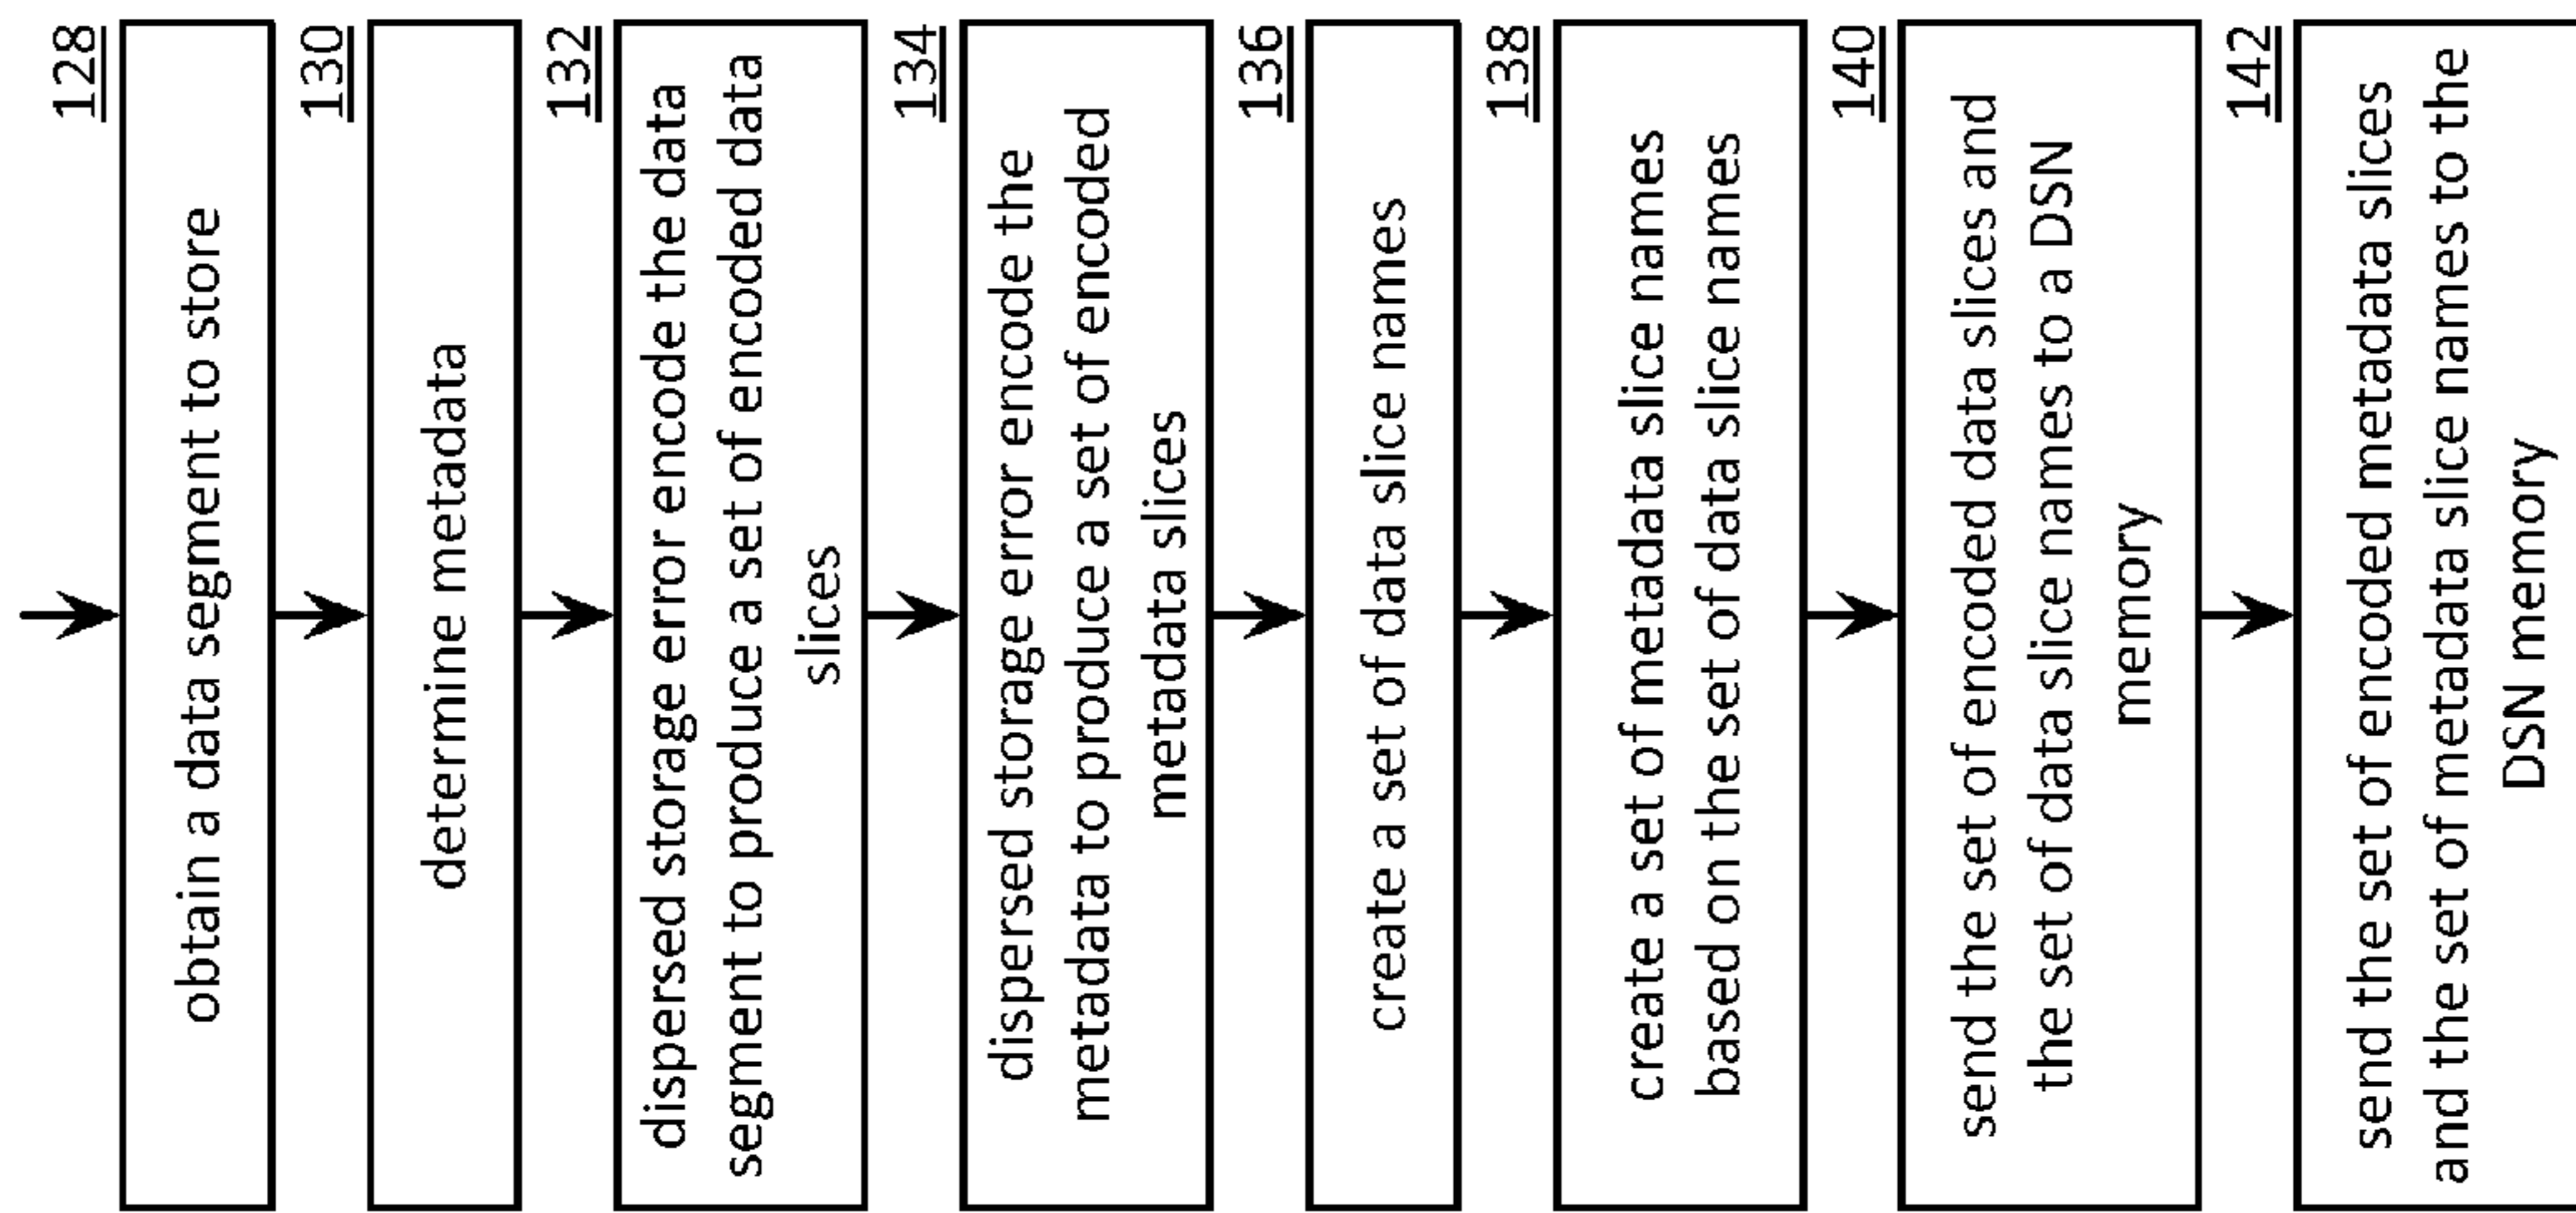 128
obtain a data segment to store
130
determine metadata
132
dispersed storage error encode the data
segment to produce a set of encoded data
slices
134
dispersed storage error encode the
metadata to produce a set of encoded
metadata slices
136
create a set of data slice names
138
create a set of metadata slice names
based on the set of data slice names
140
send the set of encoded data slices and
the set of data slice names to a DSN
memory
142
send the set of encoded metadata slices
and the set of metadata slice names to the
DSN memory